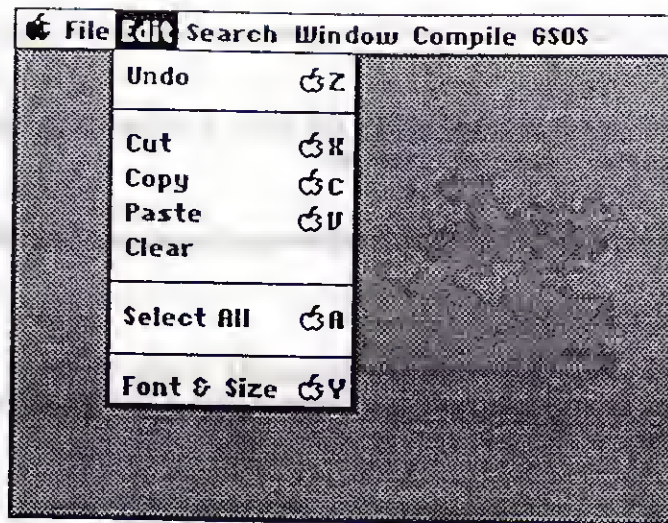 File Edit Search Window Compile GSOS
Undo Z
Cut X
Copy C
Paste V
Clear
Select All A
Font & Size Y